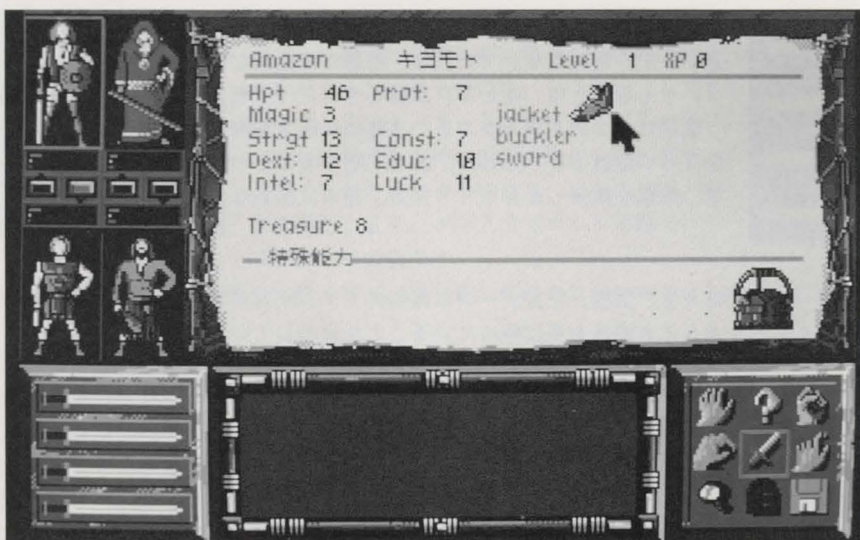 Amazon キヨモト Level 1 XP 0
Hpt 46 Prot: 7
Magic 3 jacket
Strgt 13 Const: 7 buckler
Dext: 12 Educ: 10 sword
Intel: 7 Luck 11
Treasure 8
特殊能力
?